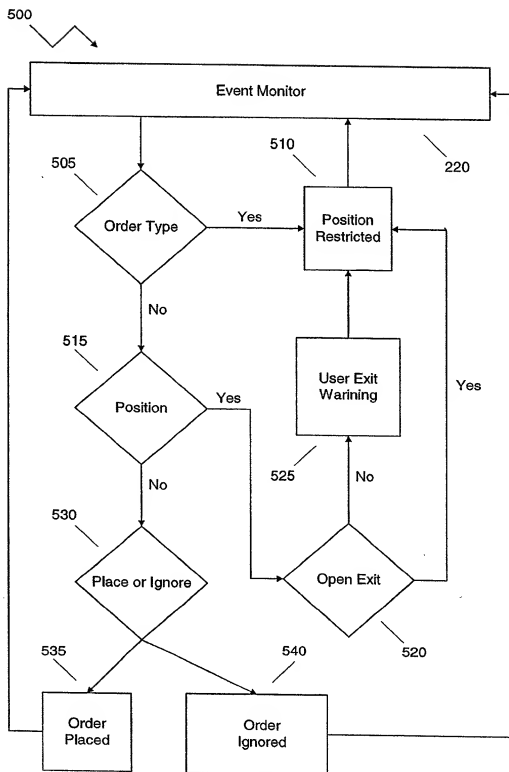 500
Event Monitor
220
505
510
Order Type
Yes
Position
Restricted
No
515
Position
Yes
User Exit
Warining
Yes
525
No
No
530
Place or Ignore
Open Exit
520
535
540
Order
Placed
Order
Ignored